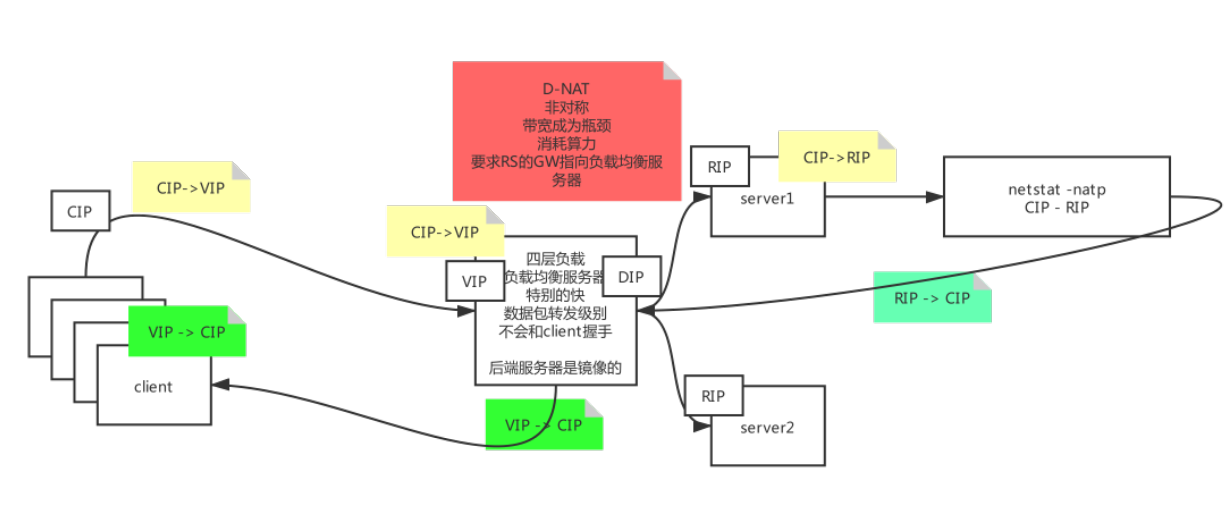 D-NAT
非对称
带宽成为瓶颈
消耗算力
要求RS的GW指向负载均衡服
务器
CIP->VIP
CIP
CIP->VIP
VIP
四层负载
负载均衡服务器
特别的快
数据包转发级别
不会和client握手
后端服务器是镜像的
DIP
RIP
CIP->RIP
server1
netstat -natp
CIP - RIP
RIP -> CIP
VIP -> CIP
client
VIP -> CIP
RIP
server2